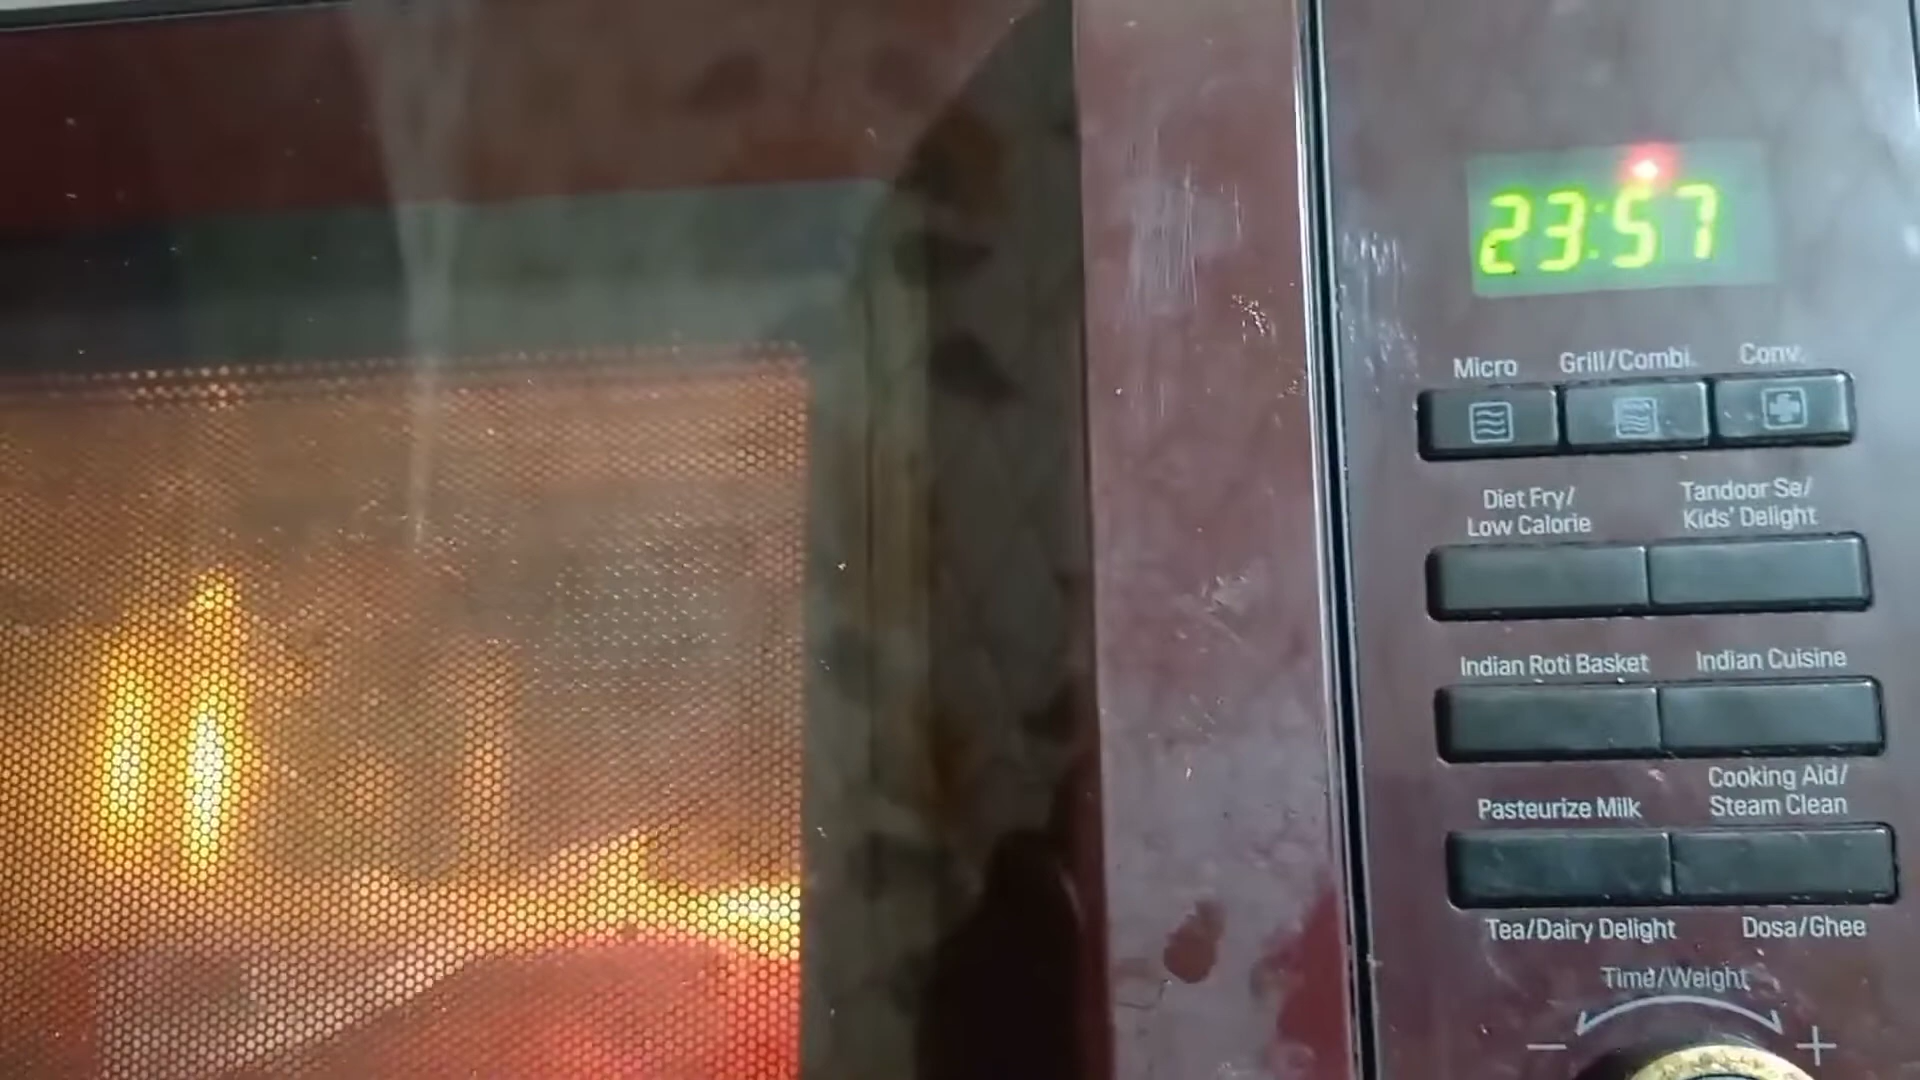 23:57
Micro Grill/Combi. Conv.
Diet Fry/
Low Calorie
Tandoor Se/
Kids' Delight
Indian Roti Basket Indian Cuisine
Pasteurize Milk
Cooking Aid/
Steam Clean
Tea/Dairy Delight Dosa/Ghee
Time/Weight
− +